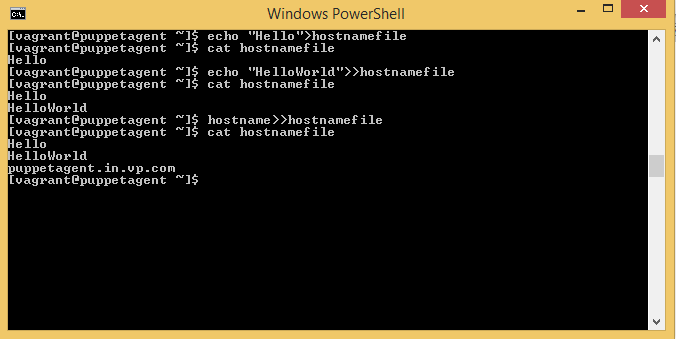 Windows PowerShell
[vagrant@puppetagent ~]$ echo "Hello">hostnamefile
[vagrant@puppetagent ~]$ cat hostnamefile
Hello
[vagrant@puppetagent ~]$ echo "HelloWorld">>hostnamefile
[vagrant@puppetagent ~]$ cat hostnamefile
Hello
HelloWorld
[vagrant@puppetagent ~]$ hostname>>hostnamefile
[vagrant@puppetagent ~]$ cat hostnamefile
Hello
HelloWorld
puppetagent.in.vp.com
[vagrant@puppetagent ~]$